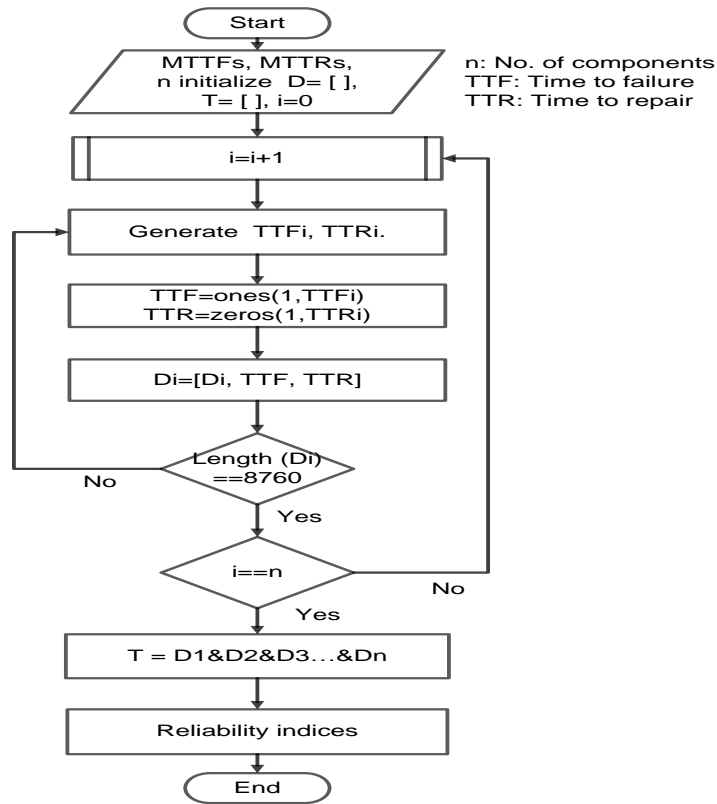 Start
MTTFs, MTTRs,
n initialize D= [ ],
T= [ ], i=0
n: No. of components
TTF: Time to failure
TTR: Time to repair
i=i+1
Generate TTFi, TTRi.
TTF=ones(1,TTFi)
TTR=zeros(1,TTRi)
Di=[Di, TTF, TTR]
Length (Di)
==8760
No
Yes
i==n
No
Yes
T = D1&D2&D3...&Dn
Reliability indices
End